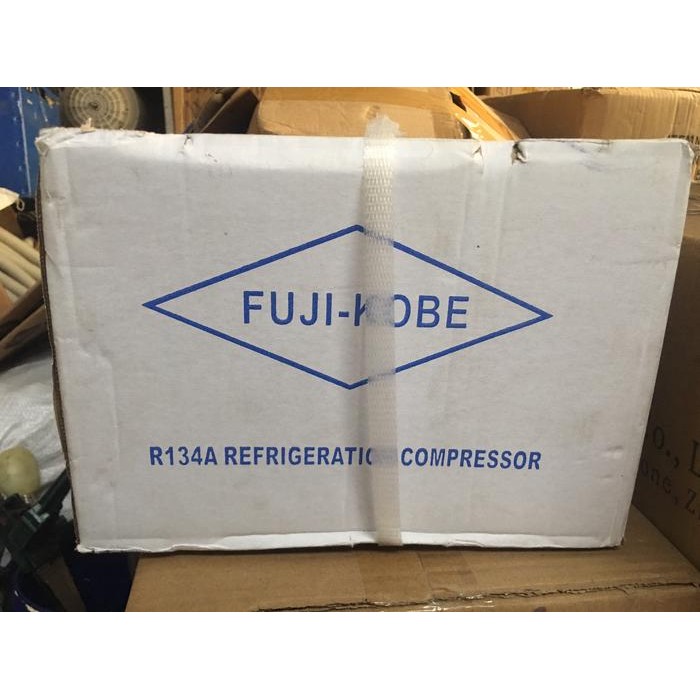 FUJI-KOBE
R134A REFRIGERATION COMPRESSOR